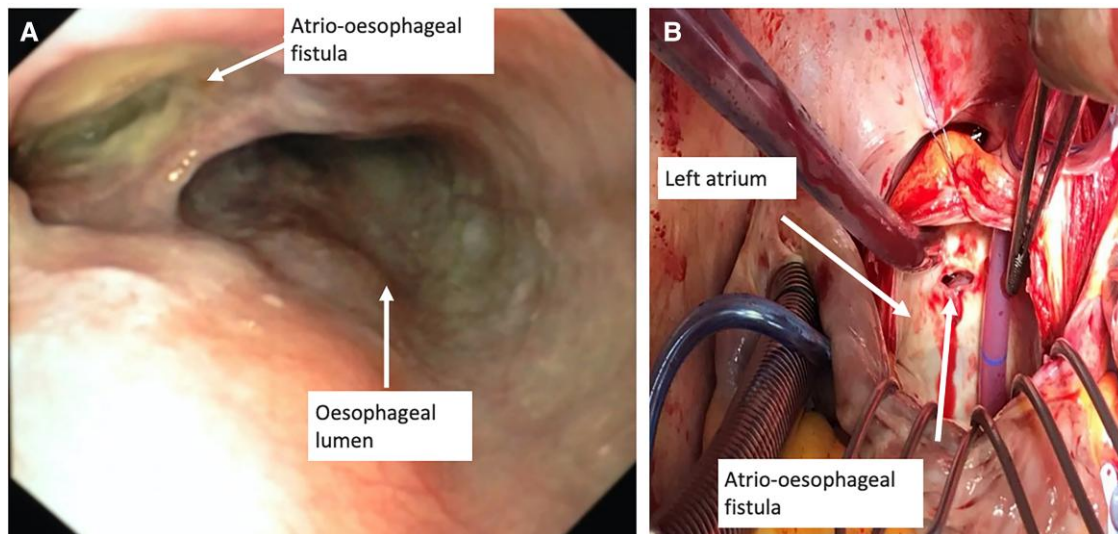 A
Atrio-oesophageal
fistula
Oesophageal
lumen
B
Left atrium
Atrio-oesophageal
fistula